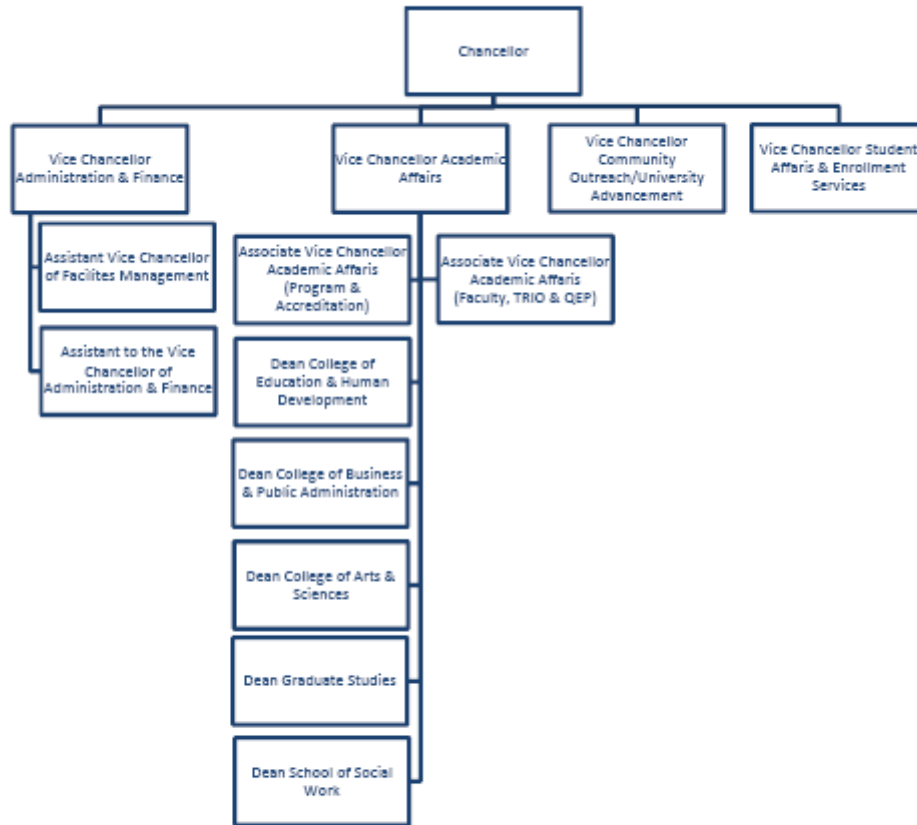 Chancellor
Vice Chancellor
Administration & Finance
Vice Chancellor Academic
Affairs
Vice Chancellor
Community
Outreach/University
Advancement
Vice Chancellor Student
Affaris & Enrollment
Services
Assistant Vice Chancellor
of Facilites Management
Assistant to the Vice
Chancellor of
Administration & Finance
Associate Vice Chancellor
Academic Affaris
(Program &
Accreditation)
Associate Vice Chancellor
Academic Affaris
(Faculty, TRIO & QEP)
Dean College of
Education & Human
Development
Dean College of Business
& Public Administration
Dean College of Arts &
Sciences
Dean Graduate Studies
Dean School of Social
Work